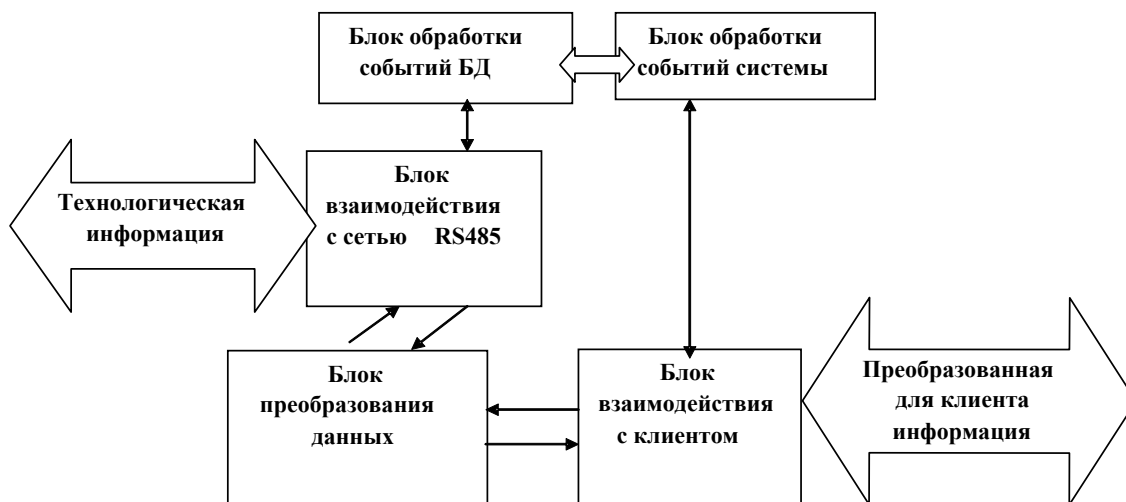 Блок обработки
событий БД
Блок обработки
событий системы
Блок
взаимодействия
с сетью RS485
Технологическая
информация
Блок
преобразования
данных
Блок
взаимодействия
с клиентом
Преобразованная
для клиента
информация